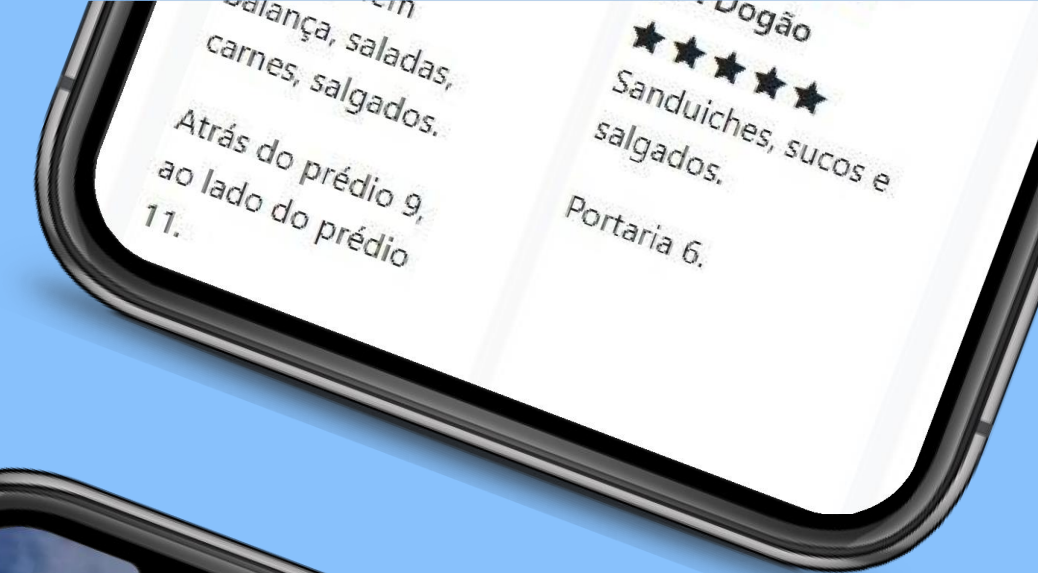 balança, saladas,
carnes, salgados.
Atrás do prédio 9,
ao lado do prédio
11.
Dogão
★★★★★
Sanduiches, sucos e
salgados.
Portaria 6.